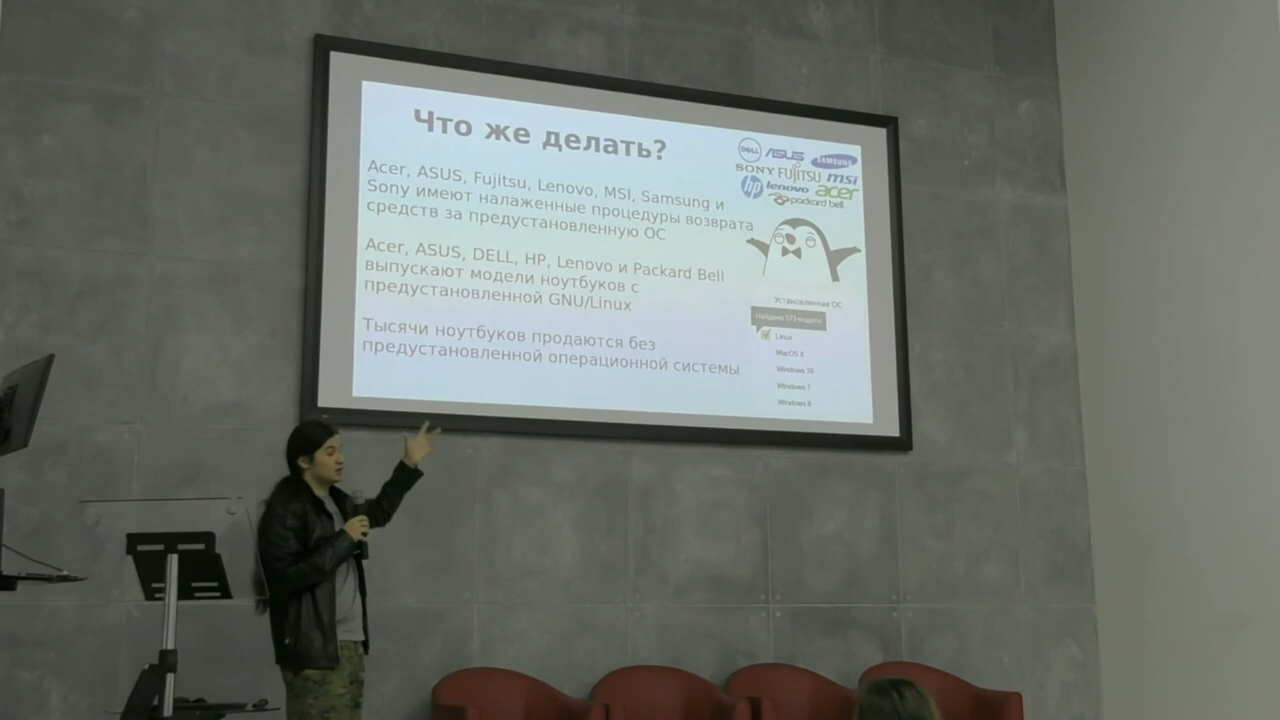 Что же делать?
Acer, ASUS, Fujitsu, Lenovo, MSI, Samsung и
Sony имеют налаженные процедуры возврата
средств за предустановленную ОС
Acer, ASUS, DELL, HP, Lenovo и Packard Bell
выпускают модели ноутбуков с
предустановленной GNU/Linux
Тысячи ноутбуков продаются без
предустановленной операционной системы
DELL ASUS SAMSUNG
SONY FUJITSU msi
hp lenovo acer
packard bell
Установленная ОС
Найдено 573 модели
Linux
MacOS X
Windows 10
Windows 7
Windows 8